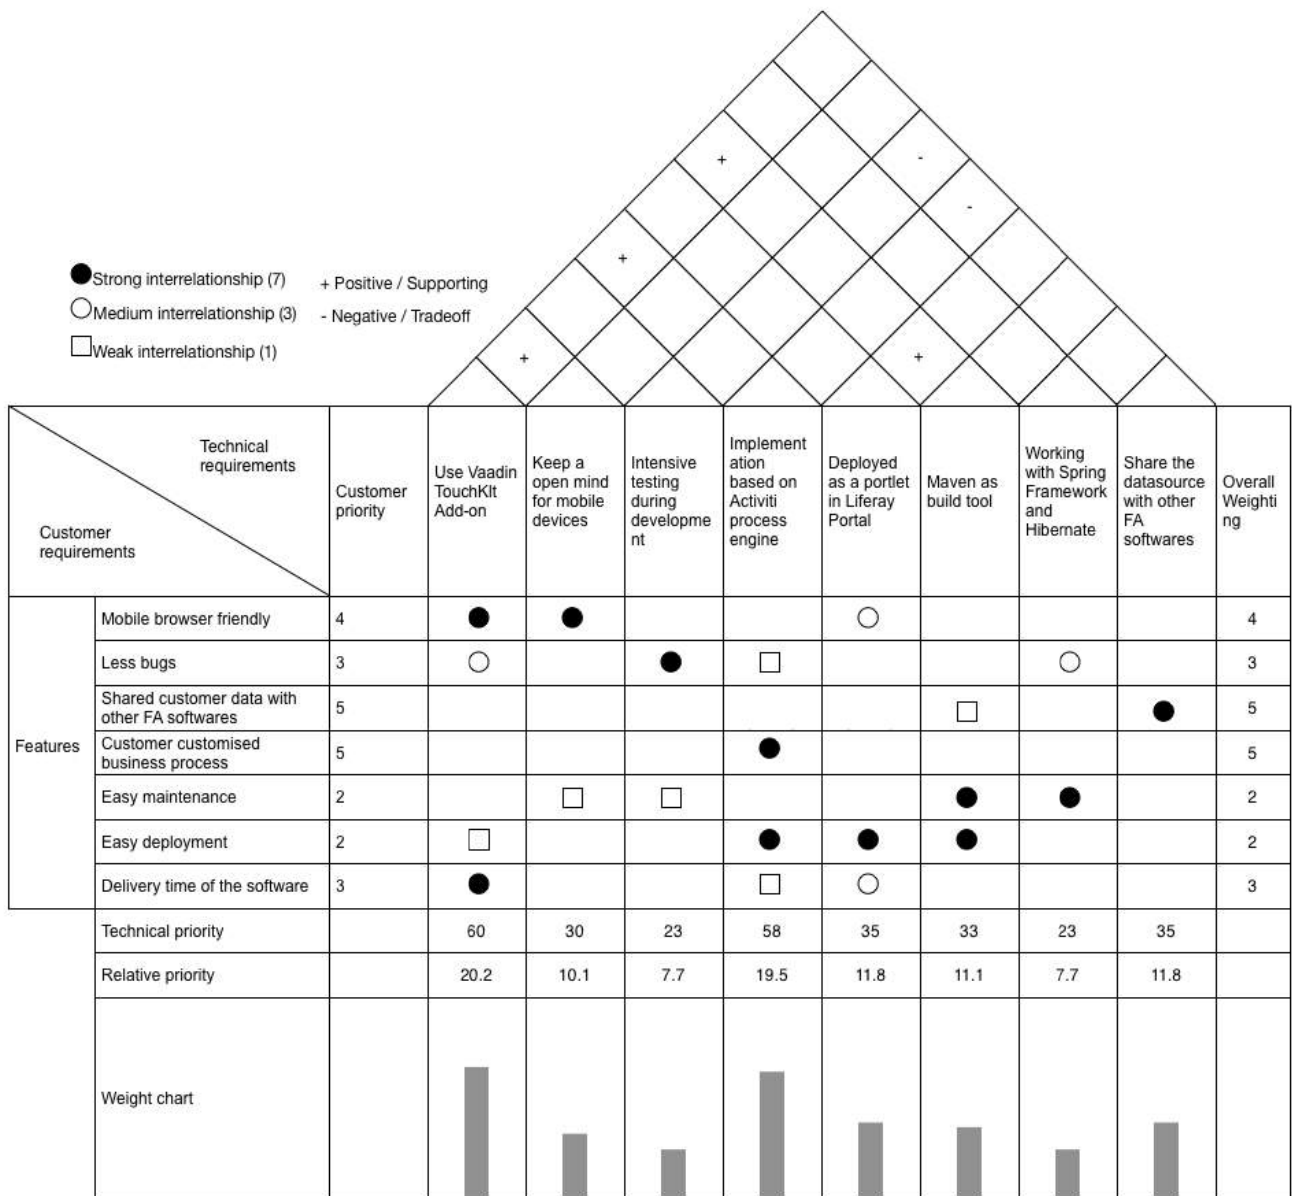 +
-
-
+
+
+
Strong interrelationship (7)
+ Positive / Supporting
Medium interrelationship (3)
- Negative / Tradeoff
Weak interrelationship (1)
Technical
requirements
Customer
requirements
Customer
priority
Use Vaadin
TouchKIt
Add-on
Keep a
open mind
for mobile
devices
Intensive
testing
during
developme
nt
Implement
ation
based on
Activiti
process
engine
Deployed
as a portlet
in Liferay
Portal
Maven as
build tool
Working
with Spring
Framework
and
Hibernate
Share the
datasource
with other
FA
softwares
Overall
Weighti
ng
Features
Mobile browser friendly 4 4
Less bugs 3 3
Shared customer data with
other FA softwares
5 5
Customer customised
business process
5 5
Easy maintenance 2 2
Easy deployment 2 2
Delivery time of the software 3 3
Technical priority 60 30 23 58 35 33 23 35
Relative priority 20.2 10.1 7.7 19.5 11.8 11.1 7.7 11.8
Weight chart